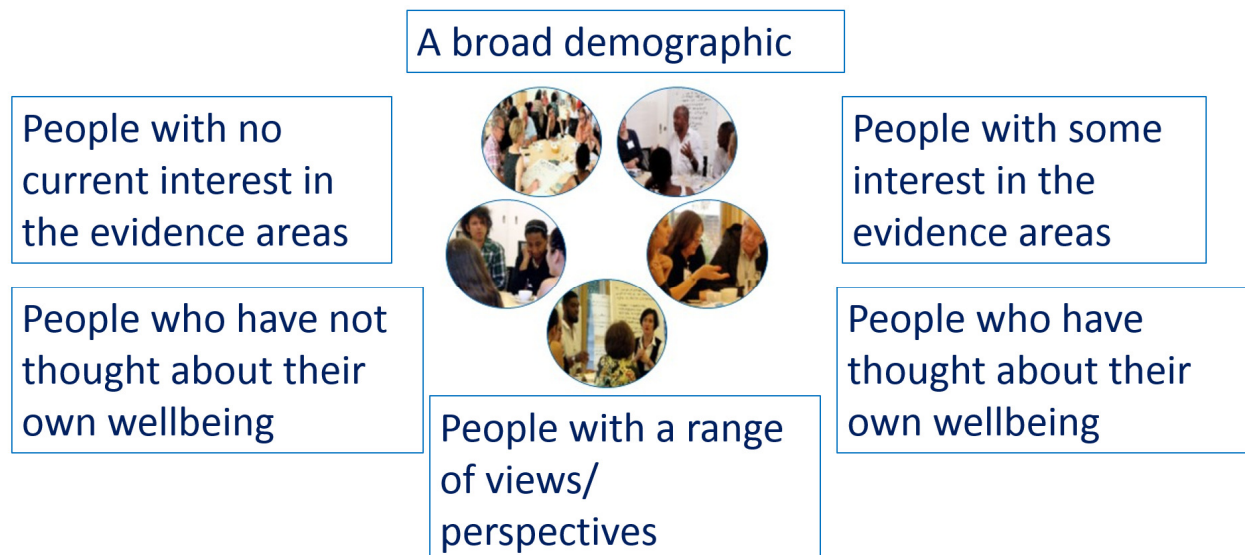 A broad demographic
People with no
current interest in
the evidence areas
People with some
interest in the
evidence areas
People who have not
thought about their
own wellbeing
People who have
thought about their
own wellbeing
People with a range
of views/
perspectives